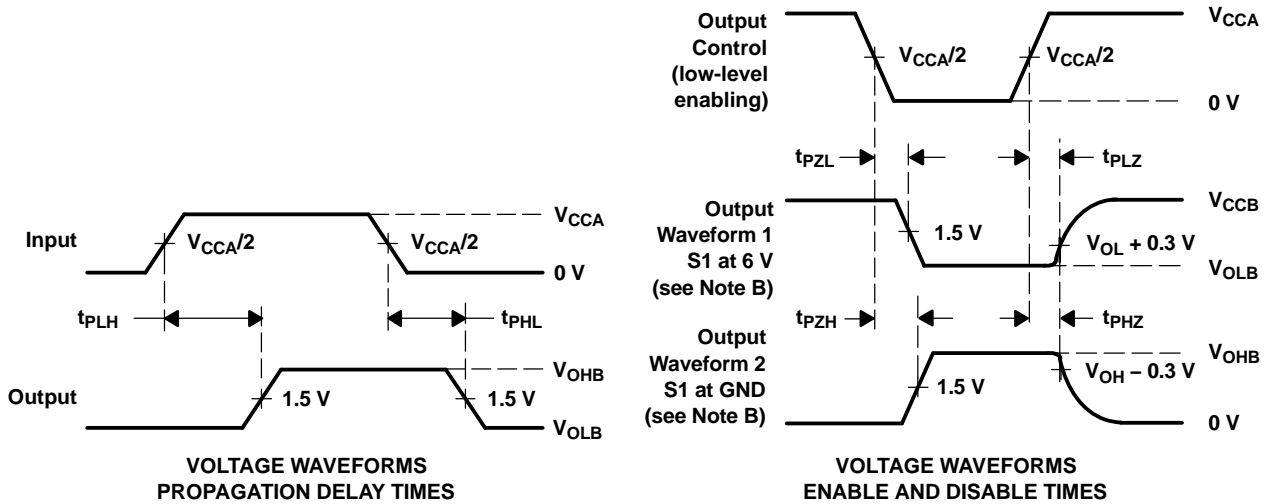 Input
VCCA/2
VCCA/2
VCCA
0 V
tPLH
tPHL
Output
1.5 V
1.5 V
VOHB
VOLB
VOLTAGE WAVEFORMS
PROPAGATION DELAY TIMES
Output
Control
(low-level
enabling)
VCCA/2
VCCA/2
VCCA
0 V
tPZL
tPLZ
Output
Waveform 1
S1 at 6 V
(see Note B)
1.5 V
VCCB
VOL + 0.3 V
VOLB
tPZH
tPHZ
Output
Waveform 2
S1 at GND
(see Note B)
1.5 V
VOHB
VOH − 0.3 V
0 V
VOLTAGE WAVEFORMS
ENABLE AND DISABLE TIMES